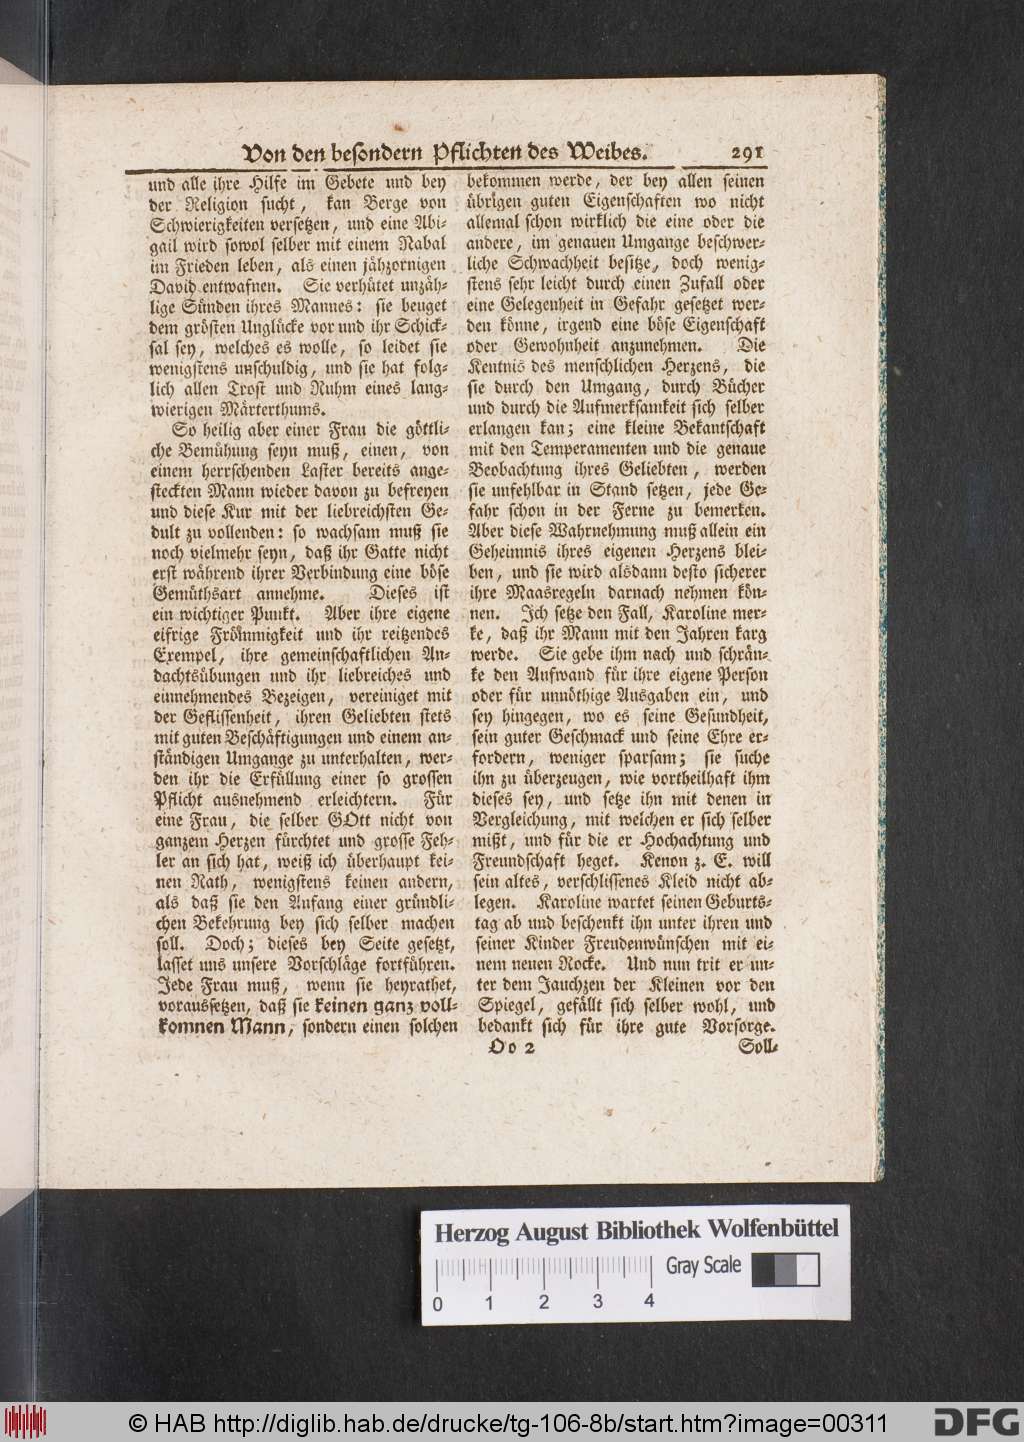 Von den besondern Pflichten des Weibes. 291
und alle ihre Hilfe im Gebete und bey
der Religion sucht, kan Berge von
Schwierigkeiten versetzen, und eine Abi-
gail wird sowol selber mit einem Nabal
im Frieden leben, als einen jähzornigen
David entwafnen. Sie verhütet unzäh-
lige Sünden ihres Mannes: sie beuget
dem grösten Unglücke vor und ihr Schick-
sal sey, welches es wolle, so leidet sie
wenigstens unschuldig, und sie hat folg-
lich allen Trost und Ruhm eines lang-
wierigen Märterthums.
So heilig aber einer Frau die göttli-
che Bemühung seyn muß, einen, von
einem herrschenden Laster bereits ange-
steckten Mann wieder davon zu befreyen
und diese Kur mit der liebreichsten Ge-
dult zu vollenden: so wachsam muß sie
noch vielmehr seyn, daß ihr Gatte nicht
erst während ihrer Verbindung eine böse
Gemüthsart annehme. Dieses ist
ein wichtiger Punkt. Aber ihre eigene
eifrige Frömmigkeit und ihr reitzendes
Exempel, ihre gemeinschaftlichen An-
dachtsübungen und ihr liebreiches und
einnehmendes Bezeigen, vereiniget mit
der Geflissenheit, ihren Geliebten stets
mit guten Beschäftigungen und einem an-
ständigen Umgange zu unterhalten, wer-
den ihr die Erfüllung einer so grossen
Pflicht ausnehmend erleichtern. Für
eine Frau, die selber GOtt nicht von
ganzem Herzen fürchtet und grosse Feh-
ler an sich hat, weiß ich überhaupt kei-
nen Rath, wenigstens keinen andern,
als daß sie den Anfang einer gründli-
chen Bekehrung bey sich selber machen
soll. Doch; dieses bey Seite gesetzt,
lasset uns unsere Vorschläge fortführen.
Jede Frau muß, wenn sie heyrathet,
voraussetzen, daß sie keinen ganz voll-
komnen Mann, sondern einen solchen
bekommen werde, der bey allen seinen
übrigen guten Eigenschaften wo nicht
allemal schon wirklich die eine oder die
andere, im genauen Umgange beschwer-
liche Schwachheit besitze, doch wenig-
stens sehr leicht durch einen Zufall oder
eine Gelegenheit in Gefahr gesetzet wer-
den könne, irgend eine böse Eigenschaft
oder Gewohnheit anzunehmen. Die
Kentnis des menschlichen Herzens, die
sie durch den Umgang, durch Bücher
und durch die Aufmerksamkeit sich selber
erlangen kan; eine kleine Bekantschaft
mit den Temperamenten und die genaue
Beobachtung ihres Geliebten, werden
sie unfehlbar in Stand setzen, jede Ge-
fahr schon in der Ferne zu bemerken.
Aber diese Wahrnehmung muß allein ein
Geheimnis ihres eigenen Herzens blei-
ben, und sie wird alsdann desto sicherer
ihre Maasregeln darnach nehmen kön-
nen. Ich setze den Fall, Karoline mer-
ke, daß ihr Mann mit den Jahren karg
werde. Sie gebe ihm nach und schrän-
ke den Aufwand für ihre eigene Person
oder für unnöthige Ausgaben ein, und
sey hingegen, wo es seine Gesundheit,
sein guter Geschmack und seine Ehre er-
fordern, weniger sparsam; sie suche
ihn zu überzeugen, wie vortheilhaft ihm
dieses sey, und setze ihn mit denen in
Vergleichung, mit welchen er sich selber
mißt, und für die er Hochachtung und
Freundschaft heget. Kenon z. E. will
sein altes, verschlissenes Kleid nicht ab-
legen. Karoline wartet seinen Geburts-
tag ab und beschenkt ihn unter ihren und
seiner Kinder Freudenwünschen mit ei-
nem neuen Rocke. Und nun trit er un-
ter dem Jauchzen der Kleinen vor den
Spiegel, gefällt sich selber wohl, und
bedankt sich für ihre gute Vorsorge.
Oo 2 Soll-
Herzog August Bibliothek Wolfenbüttel
Gray Scale
0 1 2 3 4
© HAB http://diglib.hab.de/drucke/tg-106-8b/start.htm?image=00311
DFG